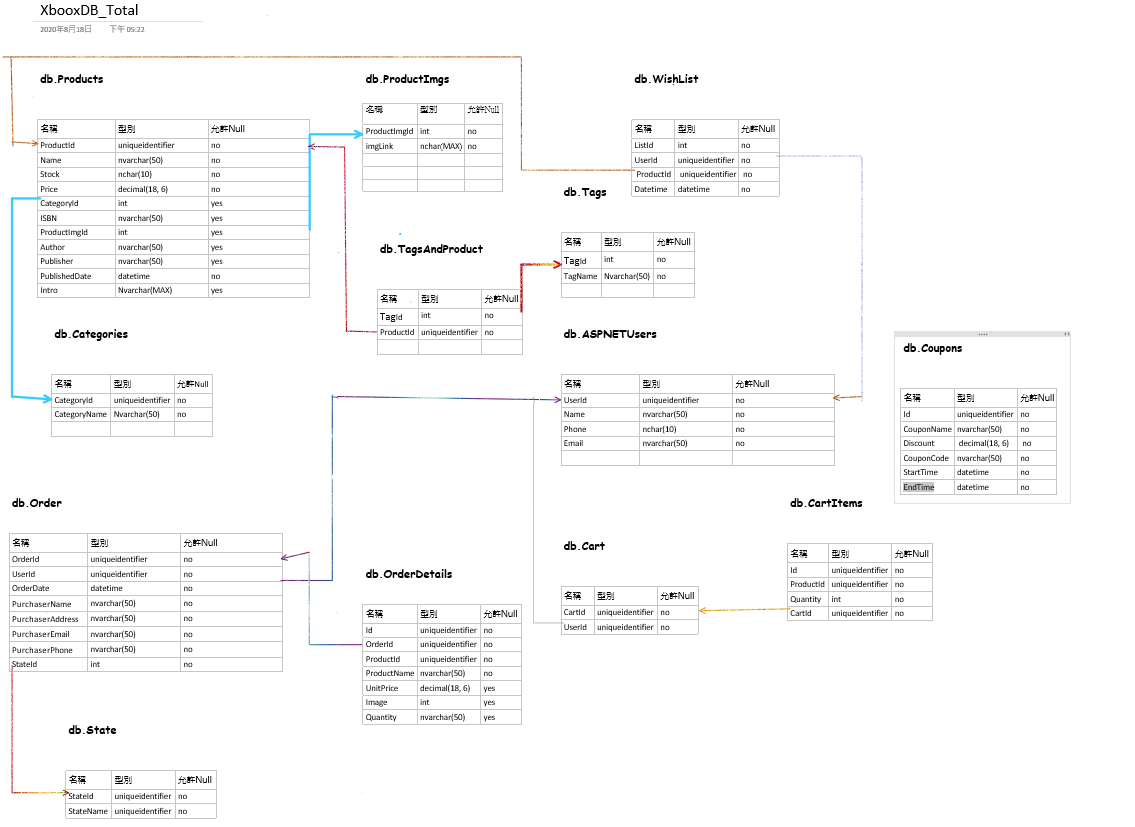 XbooxDB_Total
2020年8月18日 下午 05:22
db.Products
名稱 型別 允許Null
ProductId uniqueidentifier no
Name nvarchar(50) no
Stock nchar(10) no
Price decimal(18, 6) no
CategoryId int yes
ISBN nvarchar(50) yes
ProductImgId int yes
Author nvarchar(50) yes
Publisher nvarchar(50) yes
PublishedDate datetime no
Intro Nvarchar(MAX) yes
db.ProductImgs
名稱 型別 允許Null
ProductImgId int no
imgLink nchar(MAX) no
db.WishList
名稱 型別 允許Null
ListId int no
UserId uniqueidentifier no
ProductId uniqueidentifier no
Datetime datetime no
db.Tags
名稱 型別 允許Null
TagId int no
TagName Nvarchar(50) no
db.TagsAndProduct
名稱 型別 允許Null
TagId int no
ProductId uniqueidentifier no
db.Categories
名稱 型別 允許Null
CategoryId uniqueidentifier no
CategoryName Nvarchar(50) no
db.ASPNETUsers
名稱 型別 允許Null
UserId uniqueidentifier no
Name nvarchar(50) no
Phone nchar(10) no
Email nvarchar(50) no
db.Coupons
名稱 型別 允許Null
Id uniqueidentifier no
CouponName nvarchar(50) no
Discount decimal(18, 6) no
CouponCode nvarchar(50) no
StartTime datetime no
EndTime datetime no
db.Order
名稱 型別 允許Null
OrderId uniqueidentifier no
UserId uniqueidentifier no
OrderDate datetime no
PurchaserName nvarchar(50) no
PurchaserAddress nvarchar(50) no
PurchaserEmail nvarchar(50) no
PurchaserPhone nvarchar(50) no
StateId int no
db.OrderDetails
名稱 型別 允許Null
Id uniqueidentifier no
OrderId uniqueidentifier no
ProductId uniqueidentifier no
ProductName nvarchar(50) no
UnitPrice decimal(18, 6) yes
Image int yes
Quantity nvarchar(50) yes
db.Cart
名稱 型別 允許Null
CartId uniqueidentifier no
UserId uniqueidentifier no
db.CartItems
名稱 型別 允許Null
Id uniqueidentifier no
ProductId uniqueidentifier no
Quantity int no
CartId uniqueidentifier no
db.State
名稱 型別 允許Null
StateId uniqueidentifier no
StateName uniqueidentifier no